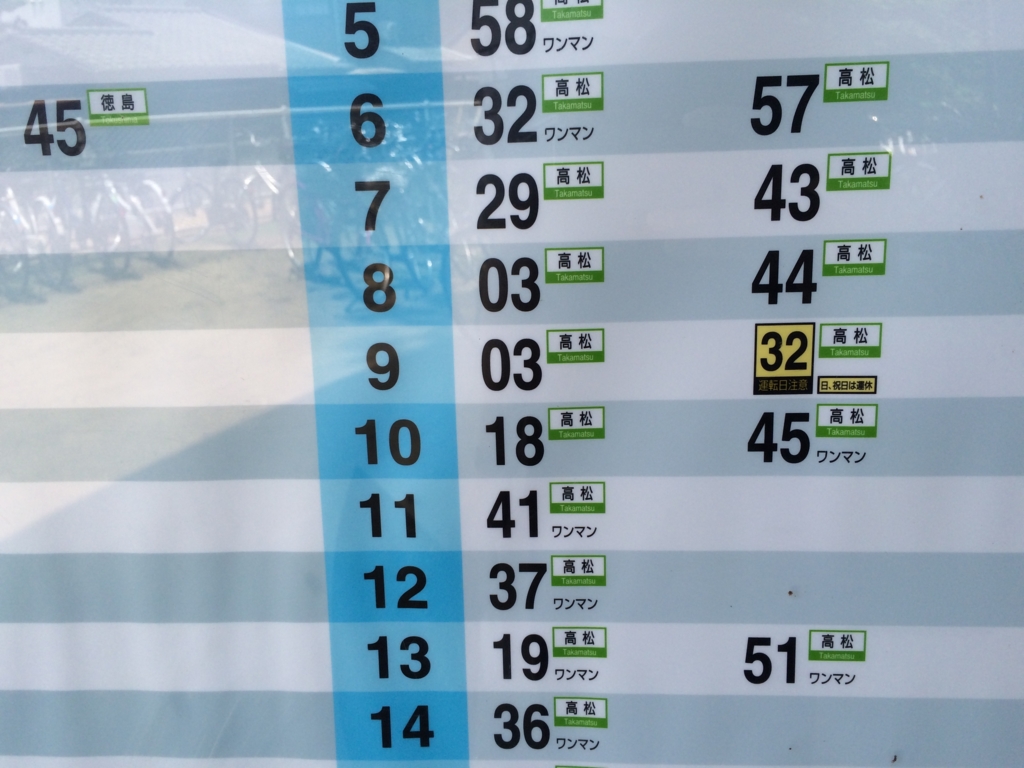 5 58 Takamatsu ワンマン
45 徳島 6 32 高松 Takamatsu ワンマン 57 高松 Takamatsu
7 29 高松 Takamatsu 43 高松 Takamatsu
8 03 高松 Takamatsu 44 高松 Takamatsu
9 03 高松 Takamatsu 32 運転日注意 高松 Takamatsu 日、祝日は運休
10 18 高松 Takamatsu 45 高松 Takamatsu ワンマン
11 41 高松 Takamatsu ワンマン
12 37 高松 Takamatsu ワンマン
13 19 高松 Takamatsu ワンマン 51 高松 Takamatsu ワンマン
14 36 高松 Takamatsu ワンマン